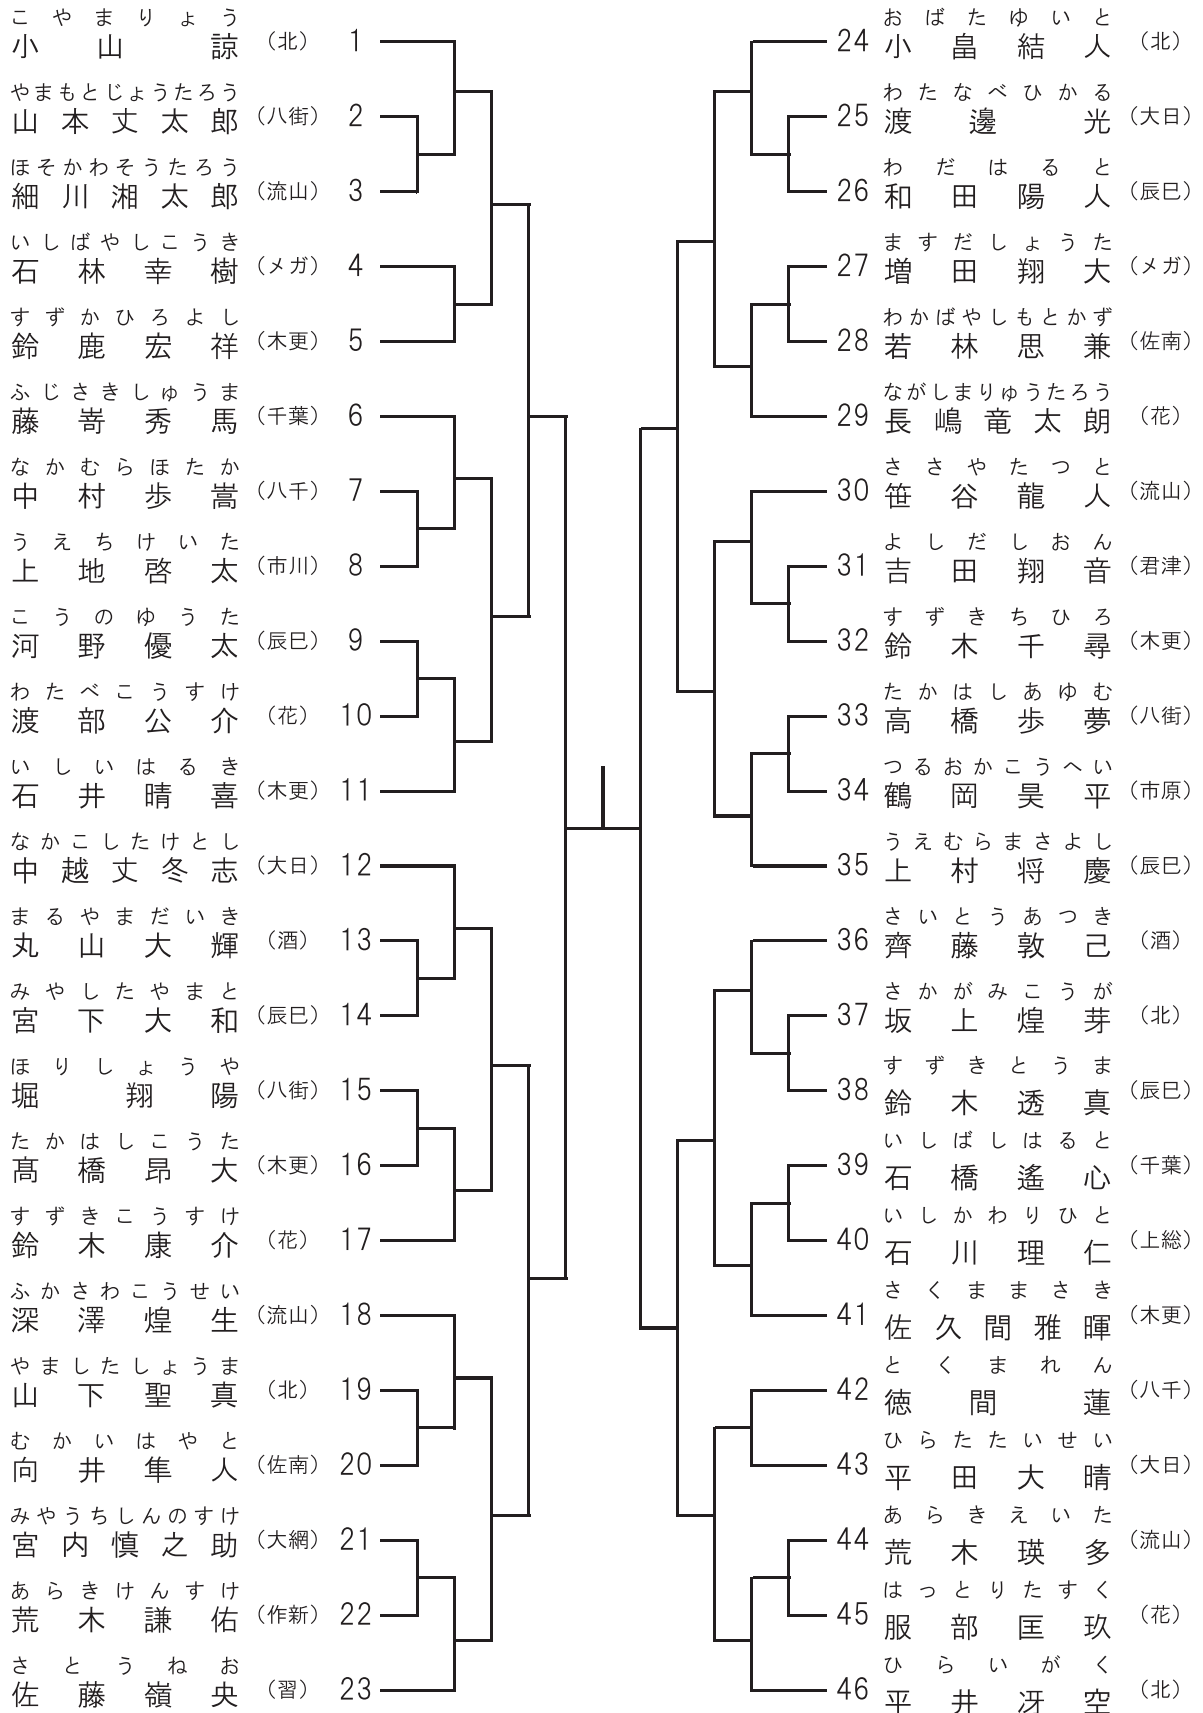 こやまりょう
小山諒 （北） 1
やまもとじょうたろう
山本丈太郎 （八街） 2
ほそかわそうたろう
細川湘太郎 （流山） 3
いしばやしこうき
石林幸樹 （メガ） 4
すずかひろよし
鈴鹿宏祥 （木更） 5
ふじさきしゅうま
藤嵜秀馬 （千葉） 6
なかむらほたか
中村歩嵩 （八千） 7
うえちけいた
上地啓太 （市川） 8
こうのゆうた
河野優太 （辰巳） 9
わたべこうすけ
渡部公介 （花） 10
いしいはるき
石井晴喜 （木更） 11
なかこしたけとし
中越丈冬志 （大日） 12
まるやまだいき
丸山大輝 （酒） 13
みやしたやまと
宮下大和 （辰巳） 14
ほりしょうや
堀翔陽 （八街） 15
たかはしこうた
髙橋昂大 （木更） 16
すずきこうすけ
鈴木康介 （花） 17
ふかさわこうせい
深澤煌生 （流山） 18
やましたしょうま
山下聖真 （北） 19
むかいはやと
向井隼人 （佐南） 20
みやうちしんのすけ
宮内慎之助 （大網） 21
あらきけんすけ
荒木謙佑 （作新） 22
さとうねお
佐藤嶺央 （習） 23
おばたゆいと
24 小畠結人 （北）
わたなべひかる
25 渡邊光 （大日）
わだはると
26 和田陽人 （辰巳）
ますだしょうた
27 増田翔大 （メガ）
わかばやしもとかず
28 若林思兼 （佐南）
ながしまりゅうたろう
29 長嶋竜太朗 （花）
ささやたつと
30 笹谷龍人 （流山）
よしだしおん
31 吉田翔音 （君津）
すずきちひろ
32 鈴木千尋 （木更）
たかはしあゆむ
33 高橋歩夢 （八街）
つるおかこうへい
34 鶴岡昊平 （市原）
うえむらまさよし
35 上村将慶 （辰巳）
さいとうあつき
36 齊藤敦己 （酒）
さかがみこうが
37 坂上煌芽 （北）
すずきとうま
38 鈴木透真 （辰巳）
いしばしはると
39 石橋遙心 （千葉）
いしかわりひと
40 石川理仁 （上総）
さくままさき
41 佐久間雅暉 （木更）
とくまれん
42 徳間蓮 （八千）
ひらたたいせい
43 平田大晴 （大日）
あらきえいた
44 荒木瑛多 （流山）
はっとりたすく
45 服部匡玖 （花）
ひらいがく
46 平井冴空 （北）